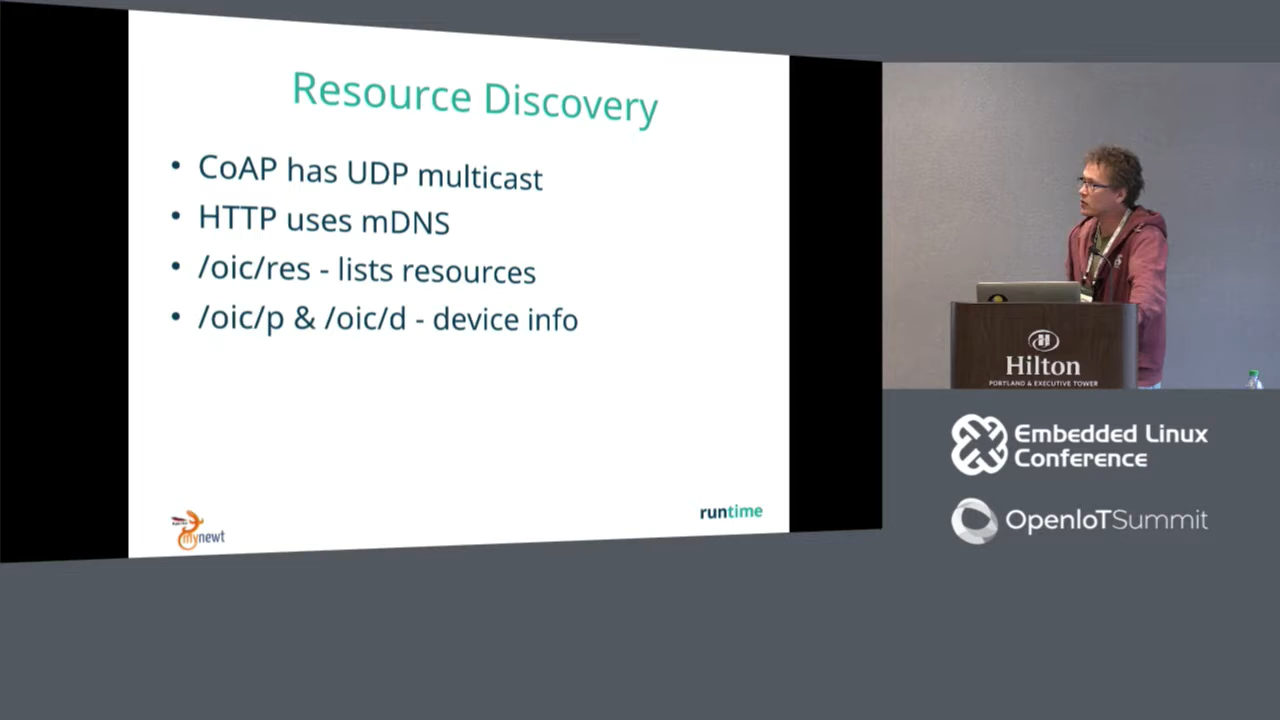 Resource Discovery
• CoAP has UDP multicast
• HTTP uses mDNS
• /oic/res - lists resources
• /oic/p & /oic/d - device info
mynewt
runtime
Hilton
PORTLAND & EXECUTIVE TOWER
Embedded Linux
Conference
OpenIoTSummit